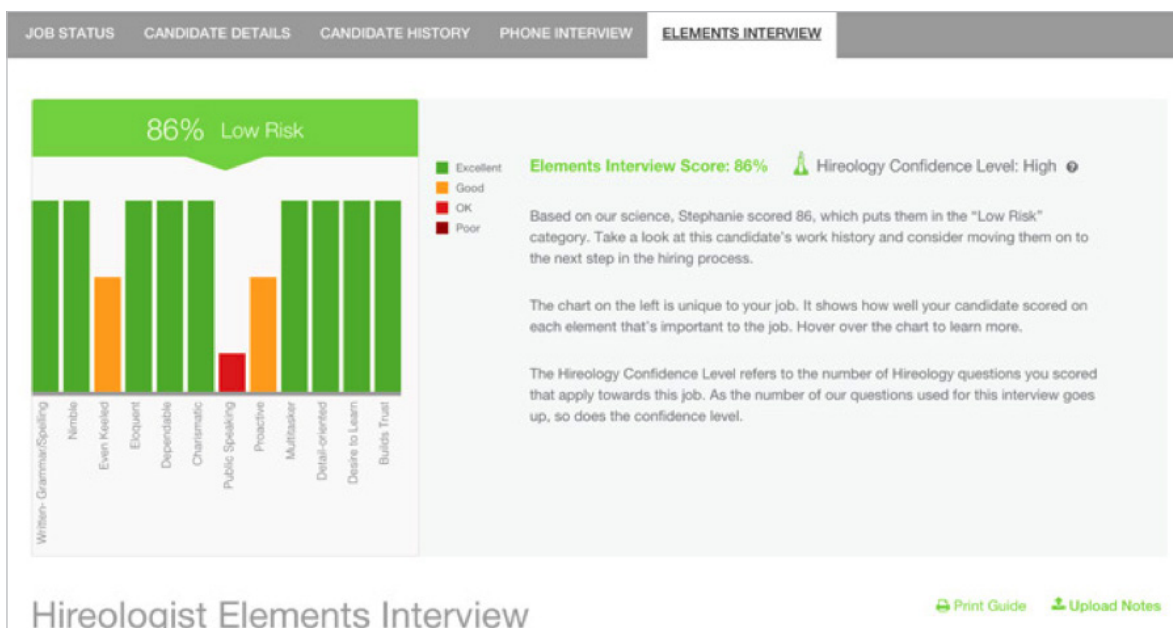 JOB STATUS CANDIDATE DETAILS CANDIDATE HISTORY PHONE INTERVIEW ELEMENTS INTERVIEW
86% Low Risk
Excellent
Good
OK
Poor
Written- Grammar/Spelling
Nimble
Even Keeled
Eloquent
Dependable
Charismatic
Public Speaking
Proactive
Multitasker
Detail-oriented
Desire to Learn
Builds Trust
Elements Interview Score: 86% Hireology Confidence Level: High ?
Based on our science, Stephanie scored 86, which puts them in the “Low Risk”
category. Take a look at this candidate’s work history and consider moving them on to
the next step in the hiring process.
The chart on the left is unique to your job. It shows how well your candidate scored on
each element that’s important to the job. Hover over the chart to learn more.
The Hireology Confidence Level refers to the number of Hireology questions you scored
that apply towards this job. As the number of our questions used for this interview goes
up, so does the confidence level.
Hireologist Elements Interview
Print Guide Upload Notes